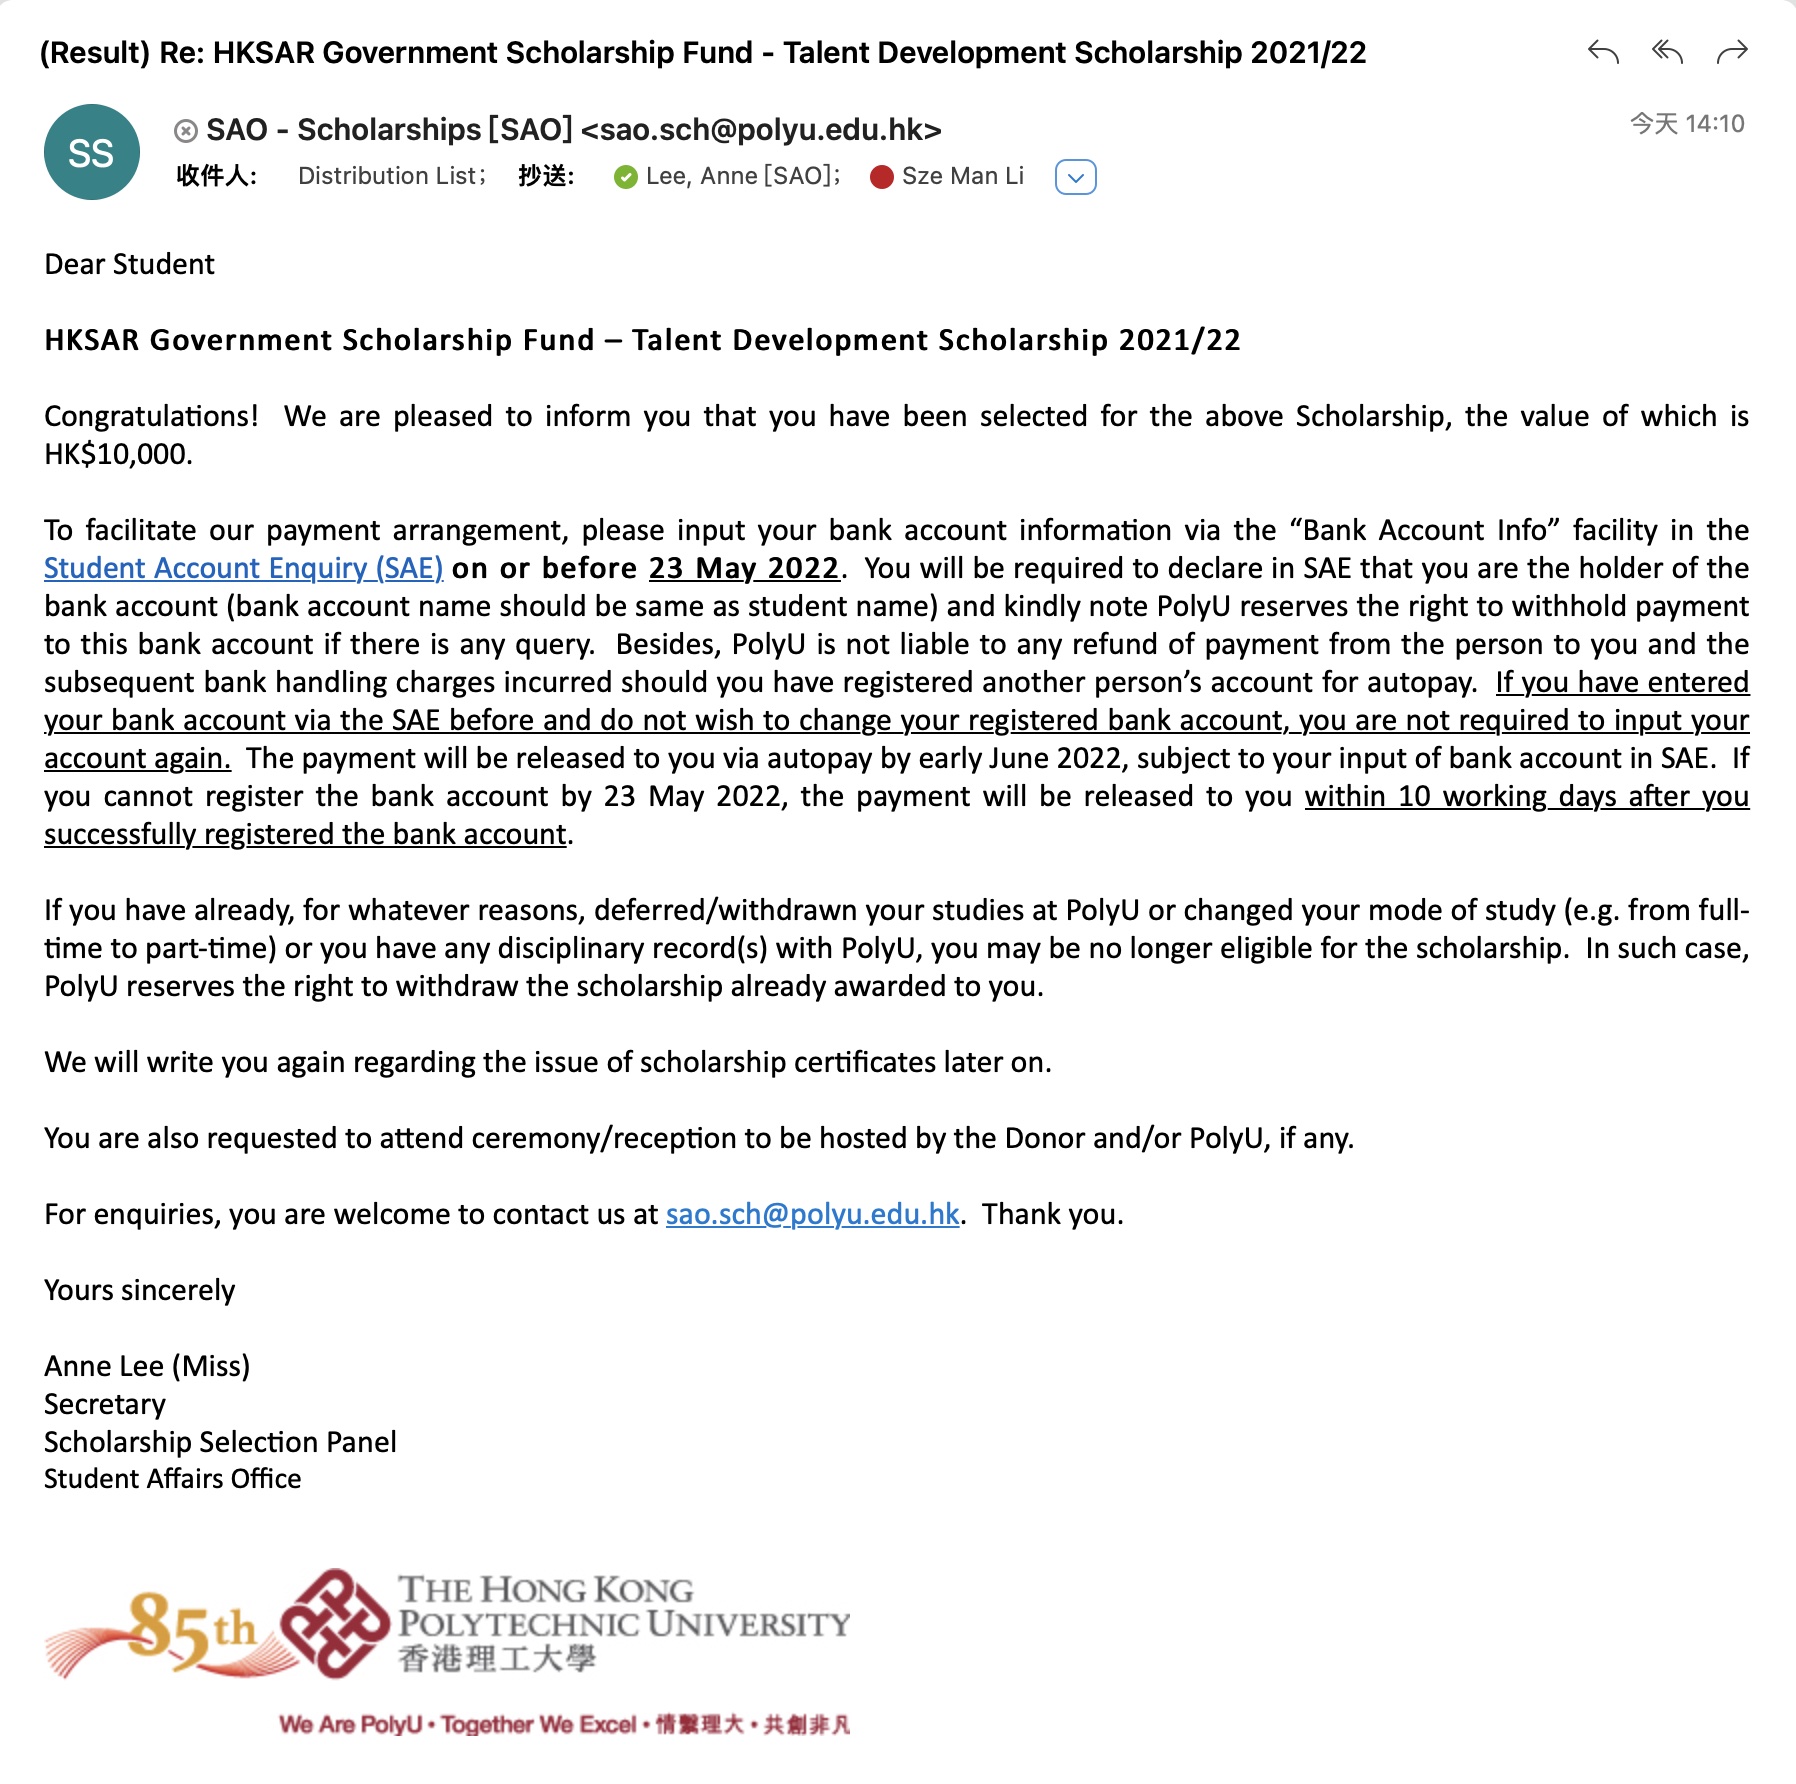 (Result) Re: HKSAR Government Scholarship Fund - Talent Development Scholarship 2021/22
SS
SAO - Scholarships [SAO] <sao.sch@polyu.edu.hk>
今天 14:10
收件人: Distribution List; 抄送: Lee, Anne [SAO]; Sze Man Li
Dear Student
HKSAR Government Scholarship Fund – Talent Development Scholarship 2021/22
Congratulations! We are pleased to inform you that you have been selected for the above Scholarship, the value of which is
HK$10,000.
To facilitate our payment arrangement, please input your bank account information via the “Bank Account Info” facility in the
Student Account Enquiry (SAE) on or before 23 May 2022. You will be required to declare in SAE that you are the holder of the
bank account (bank account name should be same as student name) and kindly note PolyU reserves the right to withhold payment
to this bank account if there is any query. Besides, PolyU is not liable to any refund of payment from the person to you and the
subsequent bank handling charges incurred should you have registered another person’s account for autopay. If you have entered
your bank account via the SAE before and do not wish to change your registered bank account, you are not required to input your
account again. The payment will be released to you via autopay by early June 2022, subject to your input of bank account in SAE. If
you cannot register the bank account by 23 May 2022, the payment will be released to you within 10 working days after you
successfully registered the bank account.
If you have already, for whatever reasons, deferred/withdrawn your studies at PolyU or changed your mode of study (e.g. from full-
time to part-time) or you have any disciplinary record(s) with PolyU, you may be no longer eligible for the scholarship. In such case,
PolyU reserves the right to withdraw the scholarship already awarded to you.
We will write you again regarding the issue of scholarship certificates later on.
You are also requested to attend ceremony/reception to be hosted by the Donor and/or PolyU, if any.
For enquiries, you are welcome to contact us at sao.sch@polyu.edu.hk. Thank you.
Yours sincerely
Anne Lee (Miss)
Secretary
Scholarship Selection Panel
Student Affairs Office
85th
THE HONG KONG
POLYTECHNIC UNIVERSITY
香港理工大學
We Are PolyU • Together We Excel • 情繫理大 • 共創非凡